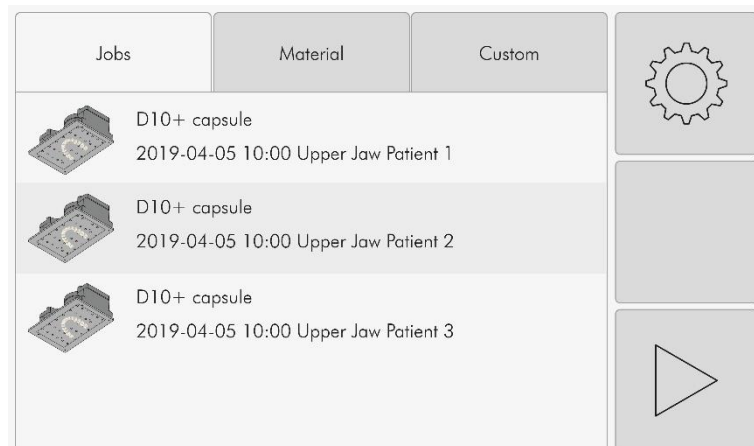 Jobs
Material
Custom
D10+ capsule
2019-04-05 10:00 Upper Jaw Patient 1
D10+ capsule
2019-04-05 10:00 Upper Jaw Patient 2
D10+ capsule
2019-04-05 10:00 Upper Jaw Patient 3